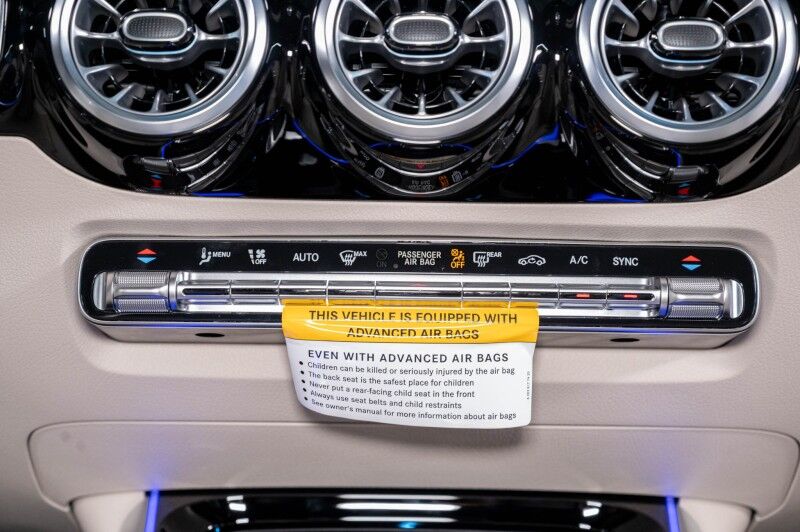 MENU OFF AUTO MAX ON PASSENGER AIR BAG OFF REAR A/C SYNC
THIS VEHICLE IS EQUIPPED WITH
ADVANCED AIR BAGS
EVEN WITH ADVANCED AIR BAGS
• Children can be killed or seriously injured by the air bag
• The back seat is the safest place for children
• Never put a rear-facing child seat in the front
• Always use seat belts and child restraints
• See owner's manual for more information about air bags